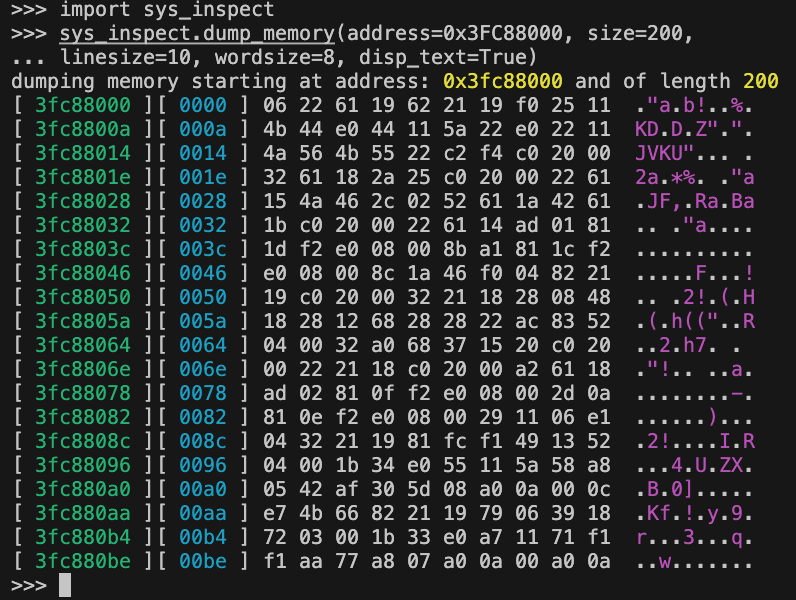 >>> import sys_inspect
>>> sys_inspect.dump_memory(address=0x3FC88000, size=200,
... linesize=10, wordsize=8, disp_text=True)
dumping memory starting at address: 0x3fc88000 and of length 200
[ 3fc88000 ][ 0000 ] 06 22 61 19 62 21 19 f0 25 11  ."a.b!..%.
[ 3fc8800a ][ 000a ] 4b 44 e0 44 11 5a 22 e0 22 11  KD.D.Z".".
[ 3fc88014 ][ 0014 ] 4a 56 4b 55 22 c2 f4 c0 20 00  JVKU"... .
[ 3fc8801e ][ 001e ] 32 61 18 2a 25 c0 20 00 22 61  2a.*%. ."a
[ 3fc88028 ][ 0028 ] 15 4a 46 2c 02 52 61 1a 42 61  .JF,.Ra.Ba
[ 3fc88032 ][ 0032 ] 1b c0 20 00 22 61 14 ad 01 81  .. ."a....
[ 3fc8803c ][ 003c ] 1d f2 e0 08 00 8b a1 81 1c f2  ..........
[ 3fc88046 ][ 0046 ] e0 08 00 8c 1a 46 f0 04 82 21  .....F...!
[ 3fc88050 ][ 0050 ] 19 c0 20 00 32 21 18 28 08 48  .. .2!.(.H
[ 3fc8805a ][ 005a ] 18 28 12 68 28 28 22 ac 83 52  .(.h(("..R
[ 3fc88064 ][ 0064 ] 04 00 32 a0 68 37 15 20 c0 20  ..2.h7. . 
[ 3fc8806e ][ 006e ] 00 22 21 18 c0 20 00 a2 61 18  ."!.. ..a.
[ 3fc88078 ][ 0078 ] ad 02 81 0f f2 e0 08 00 2d 0a  ........-.
[ 3fc88082 ][ 0082 ] 81 0e f2 e0 08 00 29 11 06 e1  ......)...
[ 3fc8808c ][ 008c ] 04 32 21 19 81 fc f1 49 13 52  .2!....I.R
[ 3fc88096 ][ 0096 ] 04 00 1b 34 e0 55 11 5a 58 a8  ...4.U.ZX.
[ 3fc880a0 ][ 00a0 ] 05 42 af 30 5d 08 a0 0a 00 0c  .B.0].....
[ 3fc880aa ][ 00aa ] e7 4b 66 82 21 19 79 06 39 18  .Kf.!.y.9.
[ 3fc880b4 ][ 00b4 ] 72 03 00 1b 33 e0 a7 11 71 f1  r...3...q.
[ 3fc880be ][ 00be ] f1 aa 77 a8 07 a0 0a 00 a0 0a  ..w.......
>>>